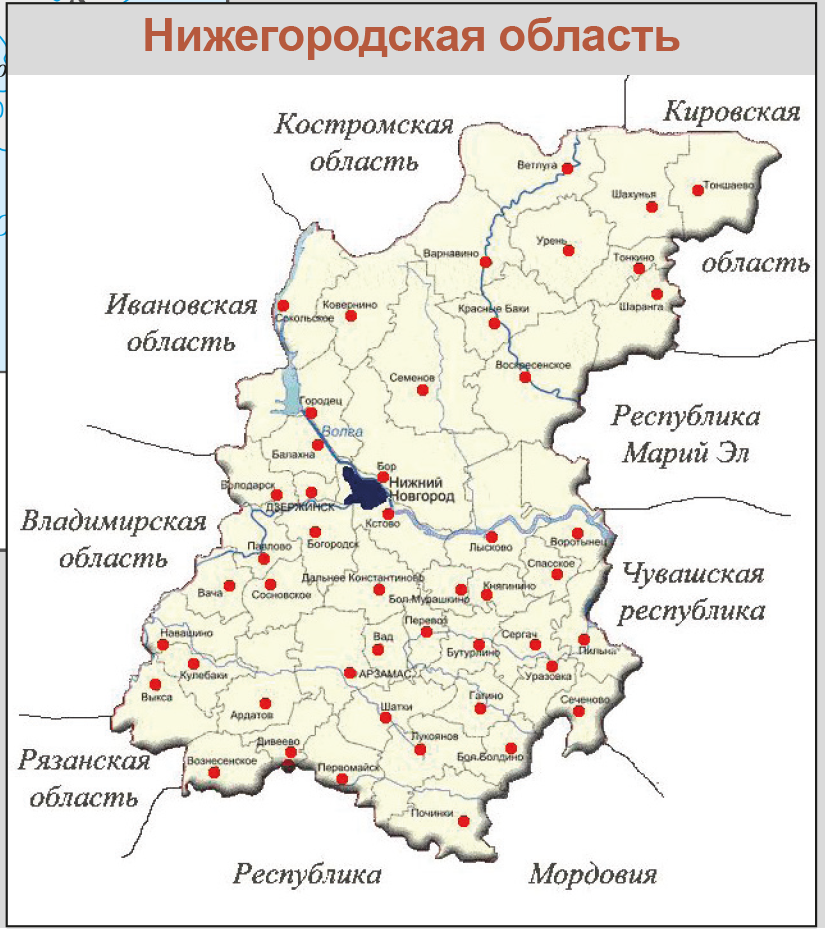 Нижегородская область
Кировская
Костромская
область
Ветлуга
Шахунья
Тоншаево
Урень
Варнавино
Тонкино
область
Ивановская
область
Сокольское
Ковернино
Красные Баки
Шаранга
Воскресенское
Семенов
Городец
Республика
Марий Эл
Волга
Балахна
Бор
Нижний
Новгород
Володарск
ДЗЕРЖИНСК
Кстово
Владимирская
область
Богородск
Лысково
Воротынец
Павлово
Спасское
Чувашская
республика
Вача
Сосновское
Дальнее Константиново
Бол.Мурашкино
Княгинино
Перевоз
Навашино
Вад
Бутурлино
Сергач
Пильна
Кулебаки
АРЗАМАС
Уразовка
Выкса
Ардатов
Шатки
Гагино
Сеченово
Рязанская
область
Вознесенское
Дивеево
Первомайск
Лукоянов
Бол.Болдино
Починки
Республика
Мордовия